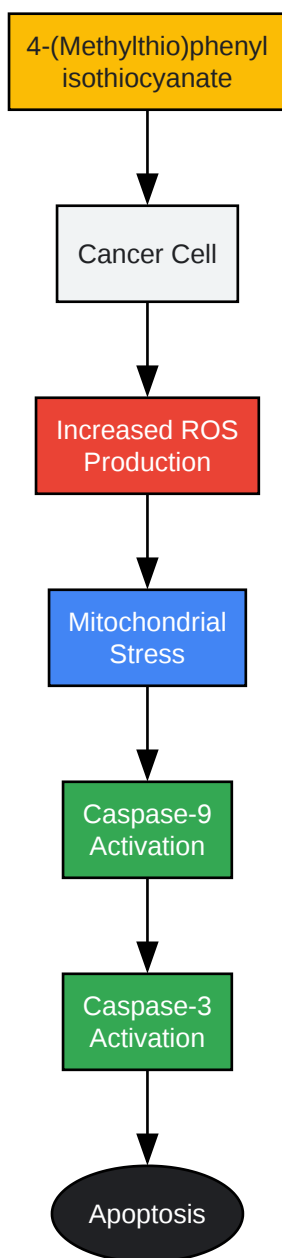 4-(Methylthio)phenyl
isothiocyanate
Cancer Cell
Increased ROS
Production
Mitochondrial
Stress
Caspase-9
Activation
Caspase-3
Activation
Apoptosis